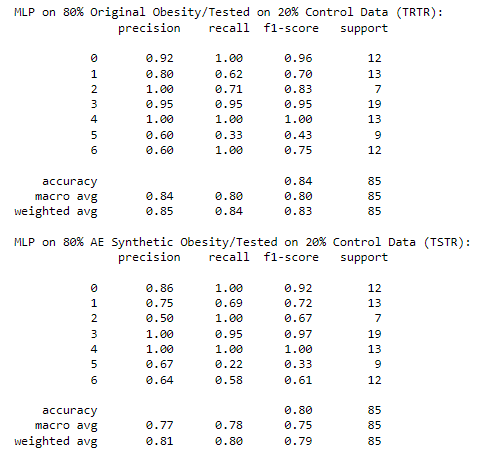 MLP on 80% Original Obesity/Tested on 20% Control Data (TRTR):
precision recall f1-score support
0 0.92 1.00 0.96 12
1 0.80 0.62 0.70 13
2 1.00 0.71 0.83 7
3 0.95 0.95 0.95 19
4 1.00 1.00 1.00 13
5 0.60 0.33 0.43 9
6 0.60 1.00 0.75 12
accuracy 0.84 85
macro avg 0.84 0.80 0.80 85
weighted avg 0.85 0.84 0.83 85
MLP on 80% AE Synthetic Obesity/Tested on 20% Control Data (TSTR):
precision recall f1-score support
0 0.86 1.00 0.92 12
1 0.75 0.69 0.72 13
2 0.50 1.00 0.67 7
3 1.00 0.95 0.97 19
4 1.00 1.00 1.00 13
5 0.67 0.22 0.33 9
6 0.64 0.58 0.61 12
accuracy 0.80 85
macro avg 0.77 0.78 0.75 85
weighted avg 0.81 0.80 0.79 85